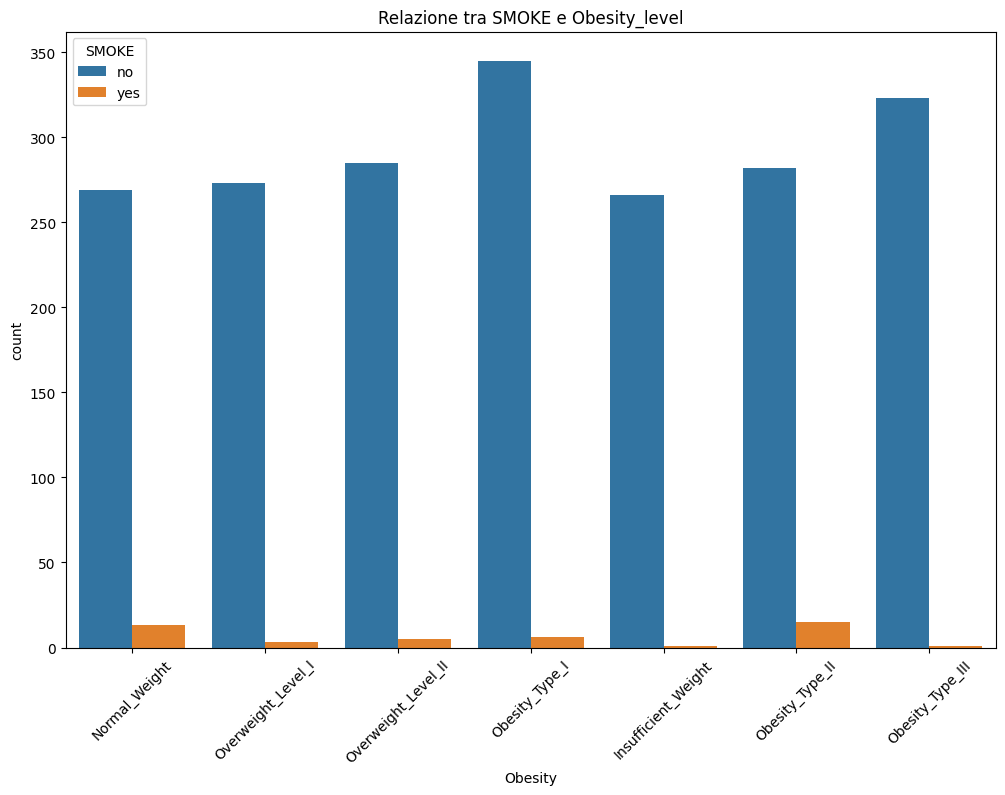 Relazione tra SMOKE e Obesity_level
SMOKE
no
yes
350
300
250
200
150
100
50
0
count
Normal_Weight
Overweight_Level_I
Overweight_Level_II
Obesity_Type_I
Insufficient_Weight
Obesity_Type_II
Obesity_Type_III
Obesity